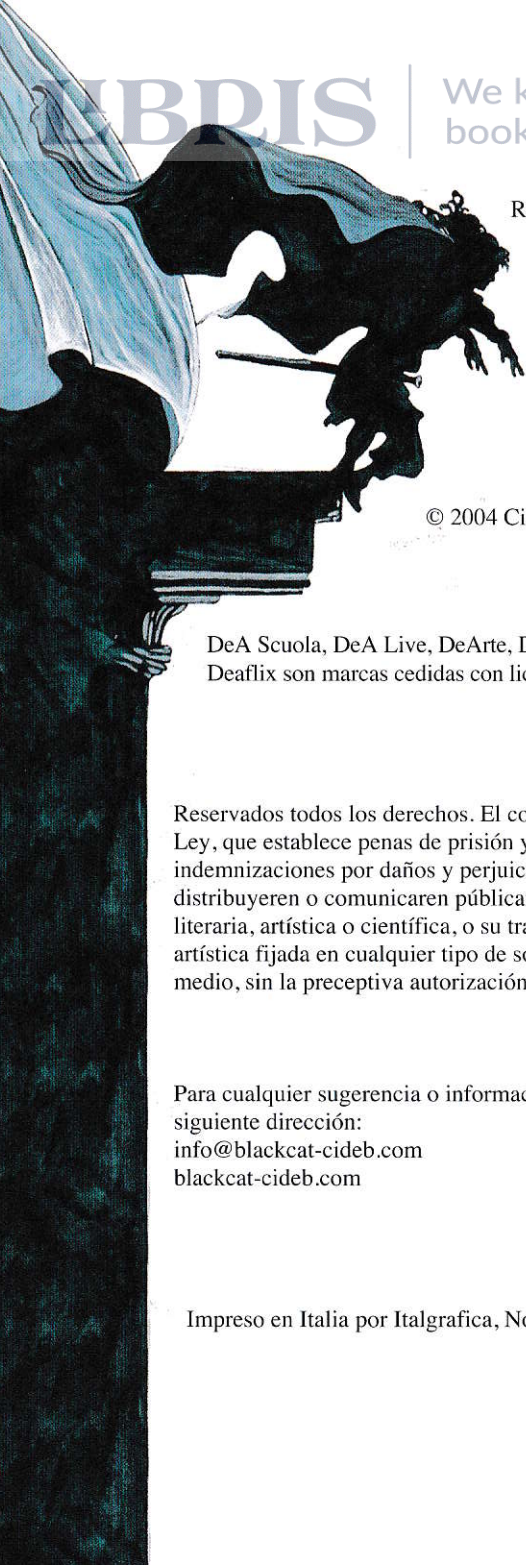 LIBRIS
We k
book
R
© 2004 Ci
DeA Scuola, DeA Live, DeArte, D
Deaflix son marcas cedidas con lic
Reservados todos los derechos. El co
Ley, que establece penas de prisión y
indemnizaciones por daños y perjuic
distribuyeren o comunicaren pública
literaria, artística o científica, o su tra
artística fijada en cualquier tipo de so
medio, sin la preceptiva autorización
Para cualquier sugerencia o informac
siguiente dirección:
info@blackcat-cideb.com
blackcat-cideb.com
Impreso en Italia por Italgrafica, No